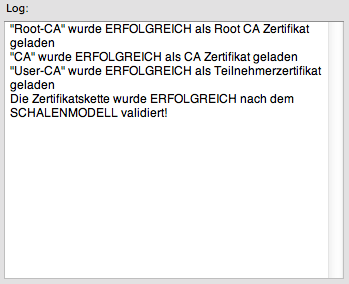 Log:
"Root-CA" wurde ERFOLGREICH als Root CA Zertifikat
geladen
"CA" wurde ERFOLGREICH als CA Zertifikat geladen
"User-CA" wurde ERFOLGREICH als Teilnehmerzertifikat
geladen
Die Zertifikatskette wurde ERFOLGREICH nach dem
SCHALENMODELL validiert!